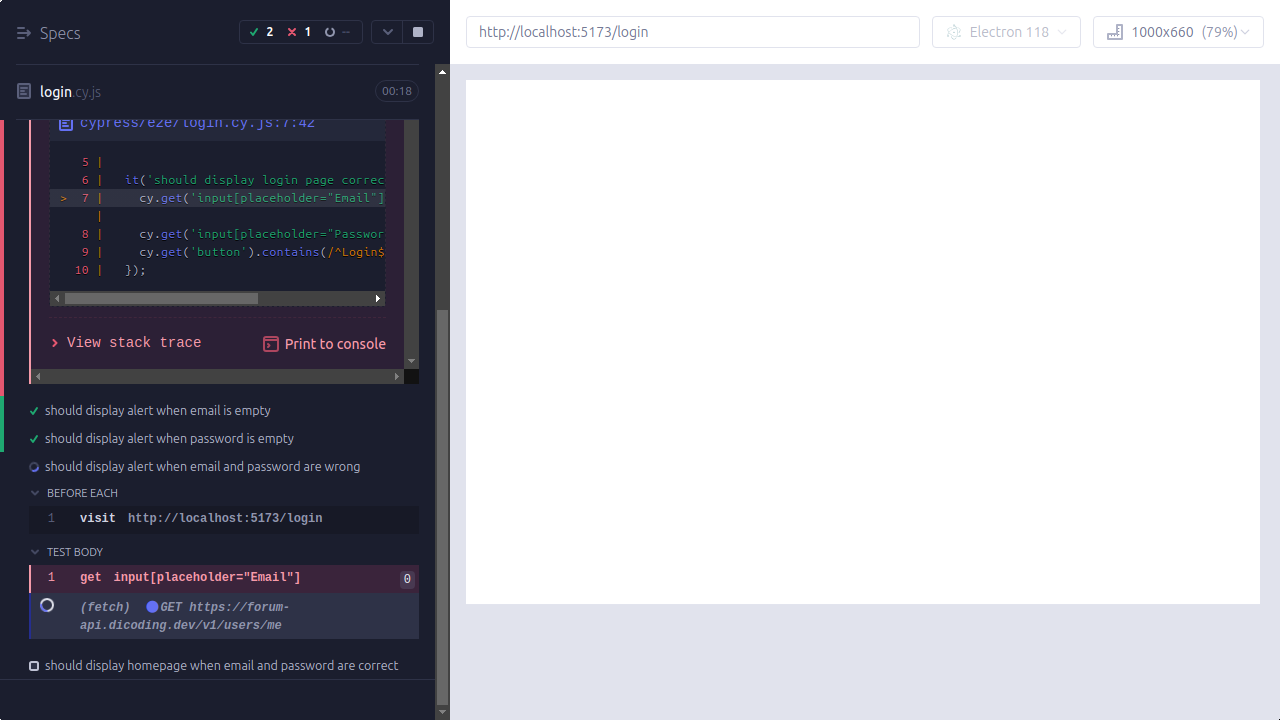 Specs
2 1 --
http://localhost:5173/login
Electron 118
1000x660 (79%)
login.cy.js
00:18
cypress/e2e/login.cy.js:7:42
5 |
6 | it('should display login page correc
> 7 | cy.get('input[placeholder="Email"]
|
8 | cy.get('input[placeholder="Passwor
9 | cy.get('button').contains(/^Login$
10 | });
View stack trace
Print to console
should display alert when email is empty
should display alert when password is empty
should display alert when email and password are wrong
BEFORE EACH
1 visit http://localhost:5173/login
TEST BODY
1 get input[placeholder="Email"] 0
(fetch) GET https://forum-
api.dicoding.dev/v1/users/me
should display homepage when email and password are correct